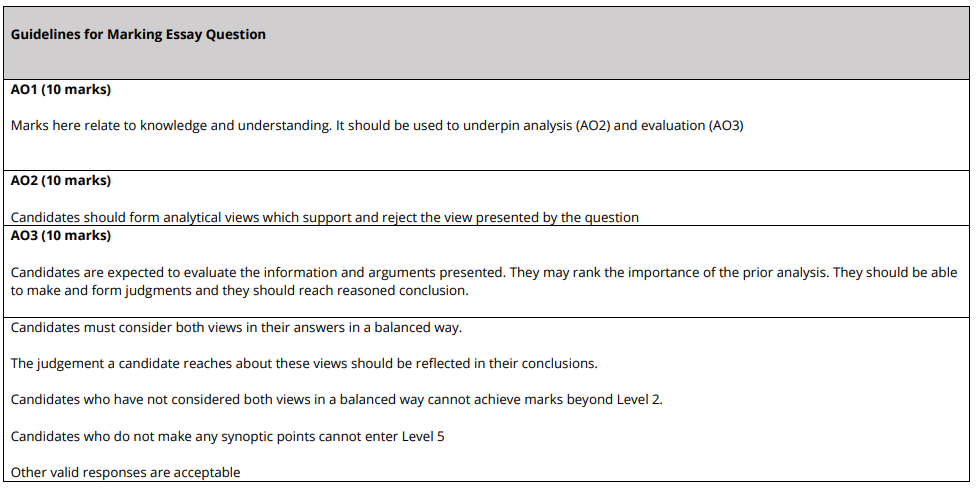 Guidelines for Marking Essay Question
AO1 (10 marks)
Marks here relate to knowledge and understanding. It should be used to underpin analysis (AO2) and evaluation (AO3)
AO2 (10 marks)
Candidates should form analytical views which support and reject the view presented by the question
AO3 (10 marks)
Candidates are expected to evaluate the information and arguments presented. They may rank the importance of the prior analysis. They should be able
to make and form judgments and they should reach reasoned conclusion.
Candidates must consider both views in their answers in a balanced way.
The judgement a candidate reaches about these views should be reflected in their conclusions.
Candidates who have not considered both views in a balanced way cannot achieve marks beyond Level 2.
Candidates who do not make any synoptic points cannot enter Level 5
Other valid responses are acceptable